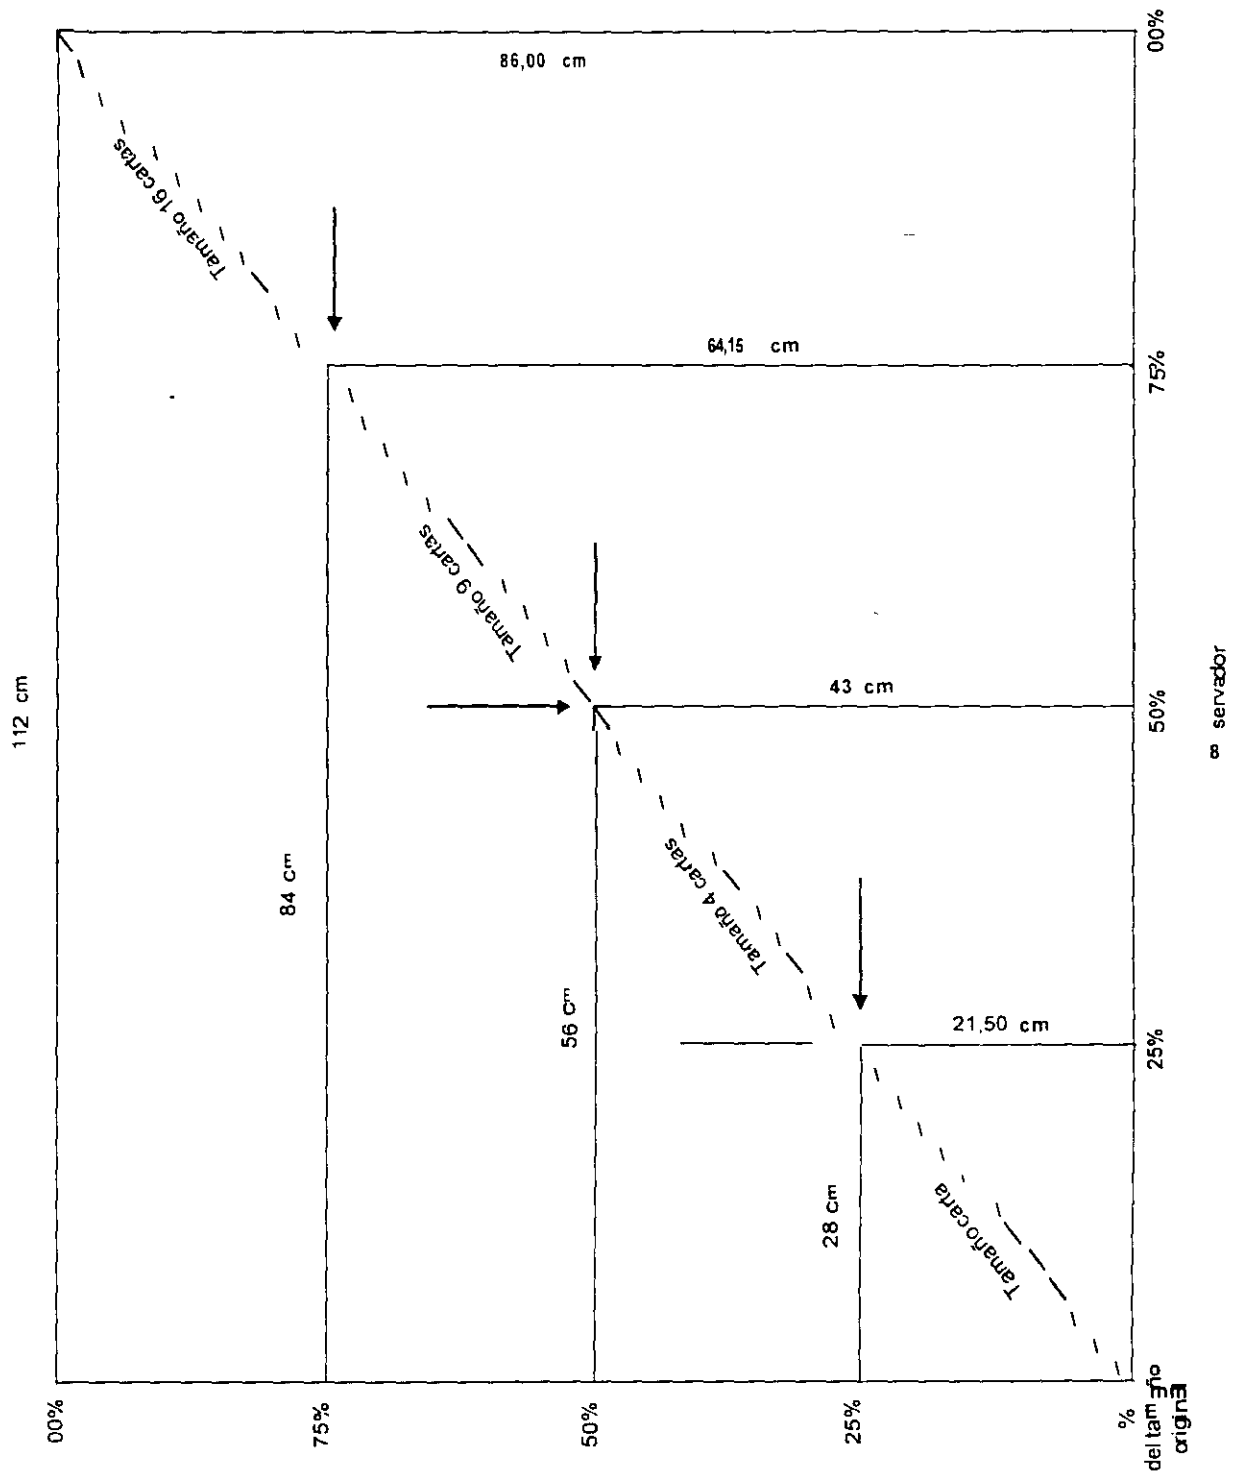 00%
86,00 cm
Tamaño 16 cartas
64,15 cm
75%
Tamaño 9 cartas
112 cm
43 cm
50%
8 servador
84 cm
Tamaño 4 cartas
56 cm
21,50 cm
25%
28 cm
Tamaño carta
00%
75%
50%
25%
%
del tamaño
original